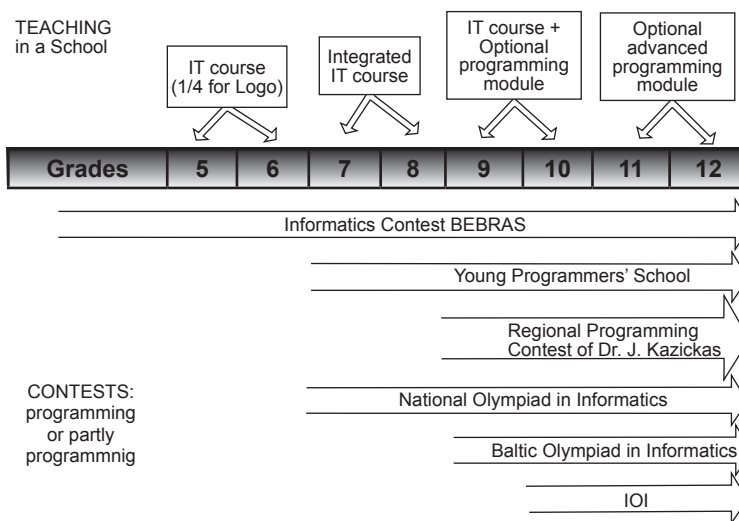 TEACHING
in a School
IT course
(1/4 for Logo)
Integrated
IT course
IT course +
Optional
programming
module
Optional
advanced
programming
module
Grades 5 6 7 8 9 10 11 12
Informatics Contest BEBRAS
Young Programmers' School
Regional Programming
Contest of Dr. J. Kazickas
CONTESTS:
programming
or partly
programmnig
National Olympiad in Informatics
Baltic Olympiad in Informatics
IOI